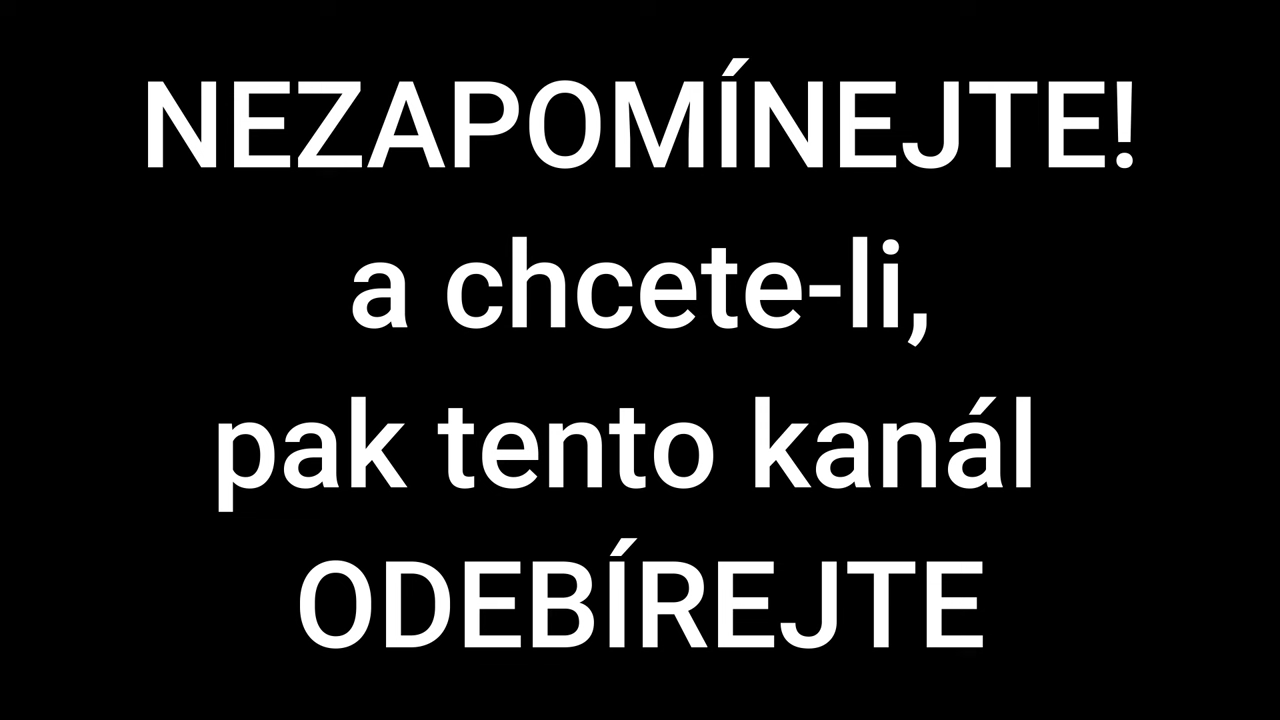 NEZAPOMÍNEJTE!
a chcete-li,
pak tento kanál
ODEBÍREJTE